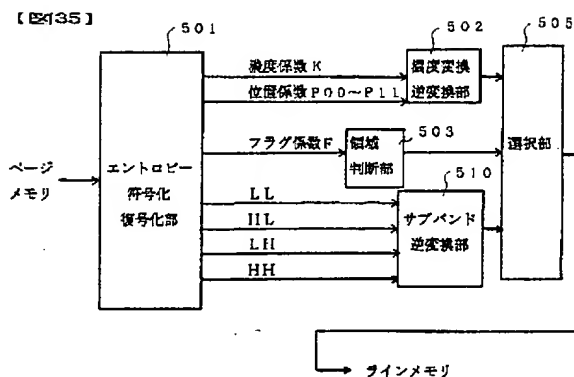 【図35】
501
502
505
濃度係数K
位置係数P00〜P11
濃度変換
逆変換部
フラグ係数F
503
領域
判断部
選択部
ページ
メモリ
エントロピー
符号化
復号化部
510
LL
HL
LH
HH
サブバンド
逆変換部
ラインメモリ